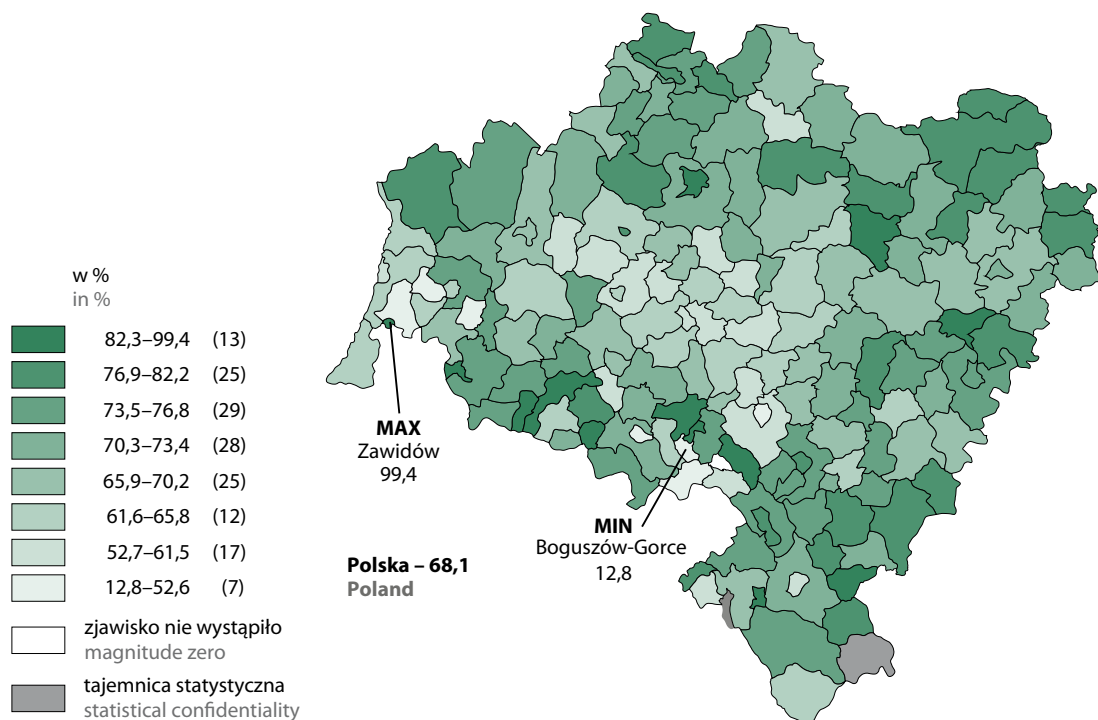 w %
in %
82,3–99,4 (13)
76,9–82,2 (25)
73,5–76,8 (29)
70,3–73,4 (28)
65,9–70,2 (25)
61,6–65,8 (12)
52,7–61,5 (17)
12,8–52,6 (7)
zjawisko nie wystąpiło
magnitude zero
tajemnica statystyczna
statistical confidentiality
MAX
Zawidów
99,4
MIN
Boguszów-Gorce
12,8
Polska – 68,1
Poland